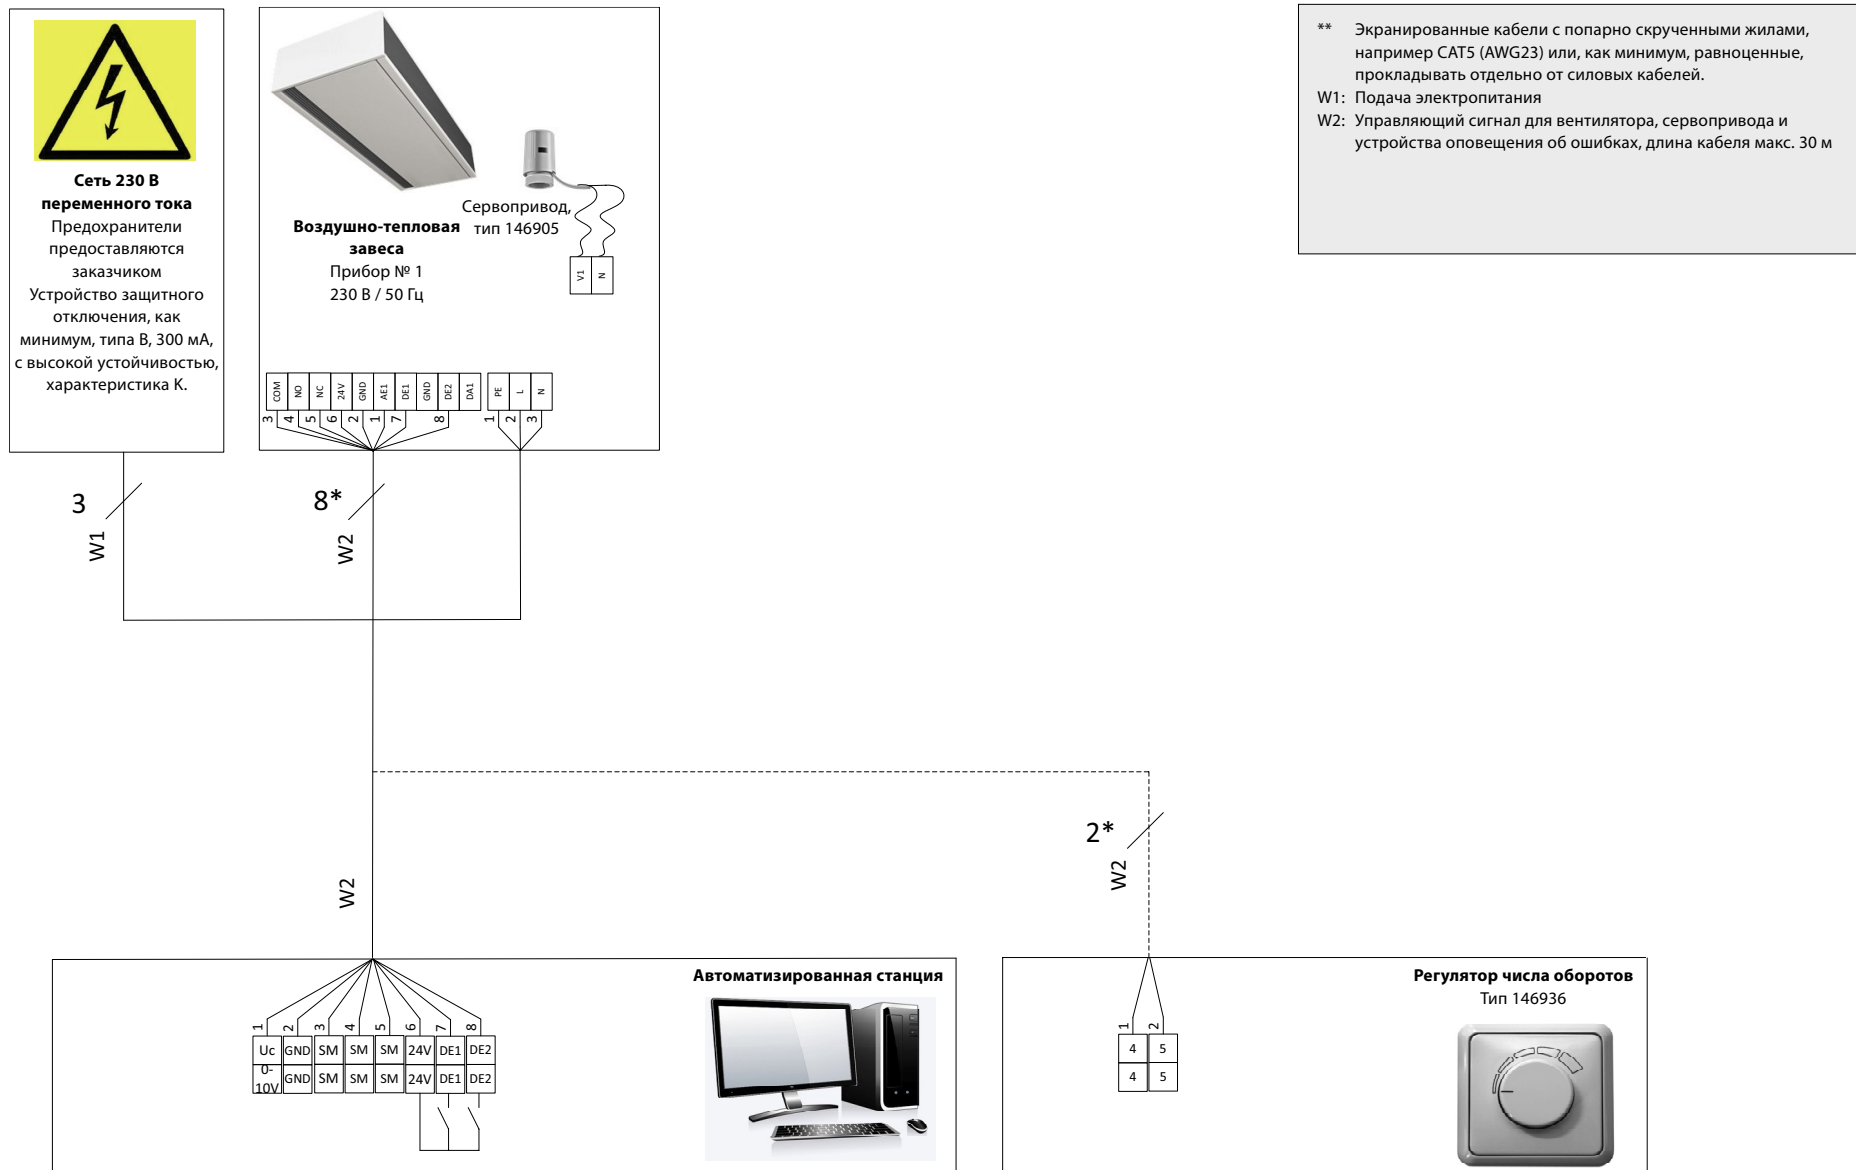 Сеть 230 В
переменного тока
Предохранители
предоставляются
заказчиком
Устройство защитного
отключения, как
минимум, типа B, 300 мА,
с высокой устойчивостью,
характеристика К.
Сервопривод,
тип 146905
Воздушно-тепловая
завеса
Прибор № 1
230 В / 50 Гц
V1 N
COM NO NC 24V GND AE1 DE1 GND DE2 DA1 PE L N
3 4 5 6 2 1 7 8 1 2 3
** Экранированные кабели с попарно скрученными жилами,
например CAT5 (AWG23) или, как минимум, равноценные,
прокладывать отдельно от силовых кабелей.
W1: Подача электропитания
W2: Управляющий сигнал для вентилятора, сервопривода и
устройства оповещения об ошибках, длина кабеля макс. 30 м
3
W1
8*
W2
2*
W2
W2
Автоматизированная станция
1 2 3 4 5 6 7 8
Uc GND SM SM SM 24V DE1 DE2
0-
10V GND SM SM SM 24V DE1 DE2
Регулятор числа оборотов
Тип 146936
1 2
4 5
4 5